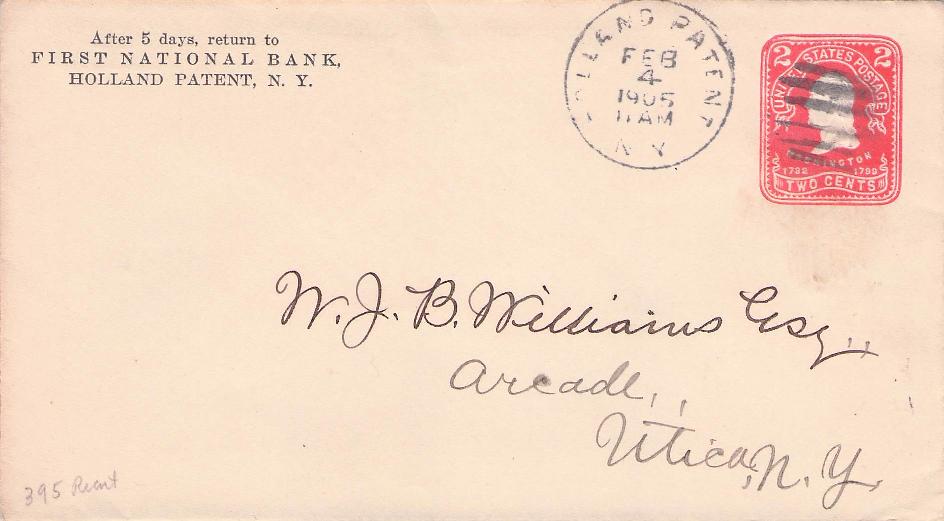 After 5 days, return to
FIRST NATIONAL BANK,
HOLLAND PATENT, N. Y.
HOLLAND PATENT
FEB
4
1905
11 AM
N Y
2 2
UNITED STATES POSTAGE
WASHINGTON
1732 1799
TWO CENTS
W. J. B. Williams Esq,,
Arcade,,
Utica, N. Y.
395